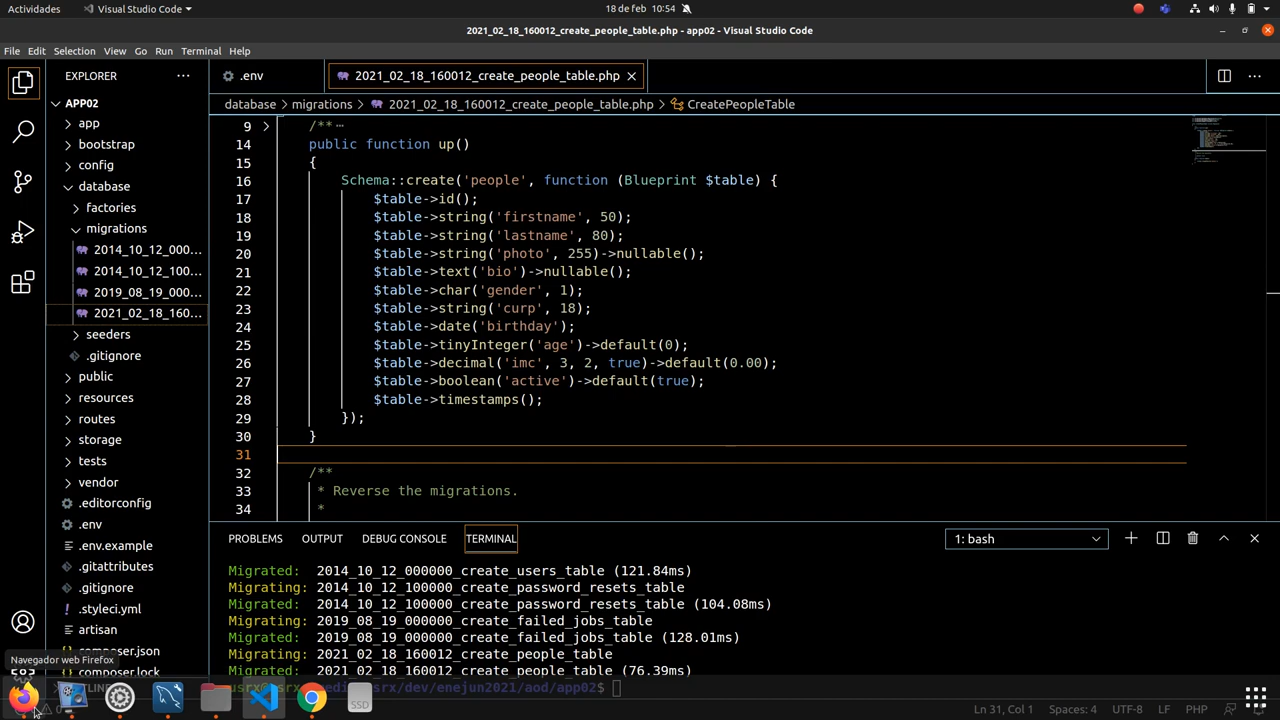 Actividades
Visual Studio Code
18 de feb 10:54
2021_02_18_160012_create_people_table.php - app02 - Visual Studio Code
File Edit Selection View Go Run Terminal Help
EXPLORER
APP02
app
bootstrap
config
database
factories
migrations
2014_10_12_000...
2014_10_12_100...
2019_08_19_000...
2021_02_18_160...
seeders
.gitignore
public
resources
routes
storage
tests
vendor
.editorconfig
.env
.env.example
.gitattributes
.gitignore
.styleci.yml
artisan
composer.json
composer.lock
Navegador web Firefox
.env
2021_02_18_160012_create_people_table.php
database > migrations > 2021_02_18_160012_create_people_table.php > CreatePeopleTable
9 /**
14 public function up()
15 {
16 Schema::create('people', function (Blueprint $table) {
17 $table->id();
18 $table->string('firstname', 50);
19 $table->string('lastname', 80);
20 $table->string('photo', 255)->nullable();
21 $table->text('bio')->nullable();
22 $table->char('gender', 1);
23 $table->string('curp', 18);
24 $table->date('birthday');
25 $table->tinyInteger('age')->default(0);
26 $table->decimal('imc', 3, 2, true)->default(0.00);
27 $table->boolean('active')->default(true);
28 $table->timestamps();
29 });
30 }
31
32 /**
33 * Reverse the migrations.
34 *
PROBLEMS OUTPUT DEBUG CONSOLE TERMINAL
1: bash
Migrated: 2014_10_12_000000_create_users_table (121.84ms)
Migrating: 2014_10_12_100000_create_password_resets_table
Migrated: 2014_10_12_100000_create_password_resets_table (104.08ms)
Migrating: 2019_08_19_000000_create_failed_jobs_table
Migrated: 2019_08_19_000000_create_failed_jobs_table (128.01ms)
Migrating: 2021_02_18_160012_create_people_table
Migrated: 2021_02_18_160012_create_people_table (76.39ms)
/dev/enejun2021/aod/app02$
SSD
Ln 31, Col 1 Spaces: 4 UTF-8 LF PHP